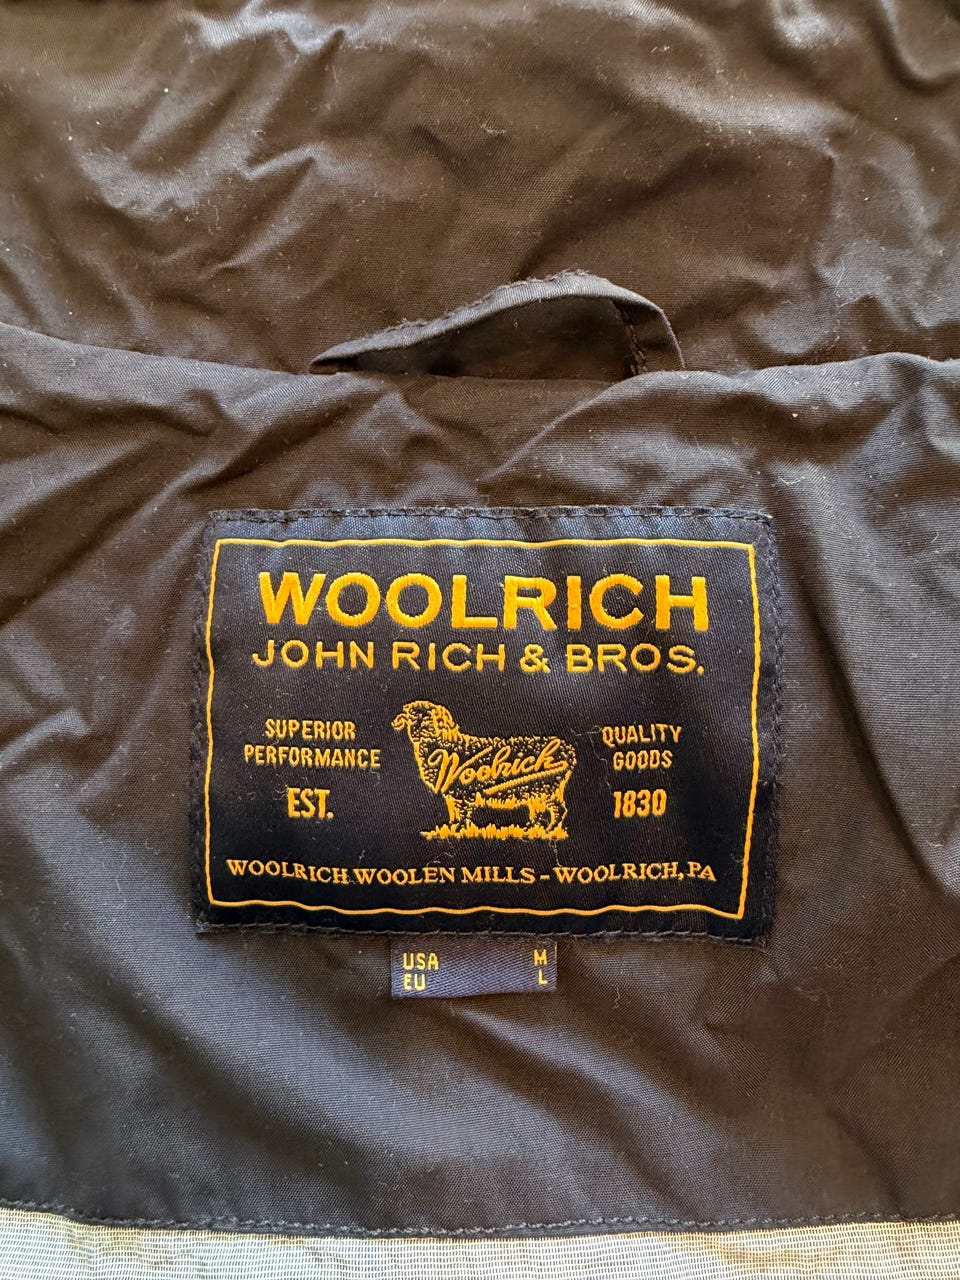 WOOLRICH
JOHN RICH & BROS.
SUPERIOR
PERFORMANCE
EST.
Woolrich
QUALITY
GOODS
1830
WOOLRICH WOOLEN MILLS - WOOLRICH, PA
USA M
EU L